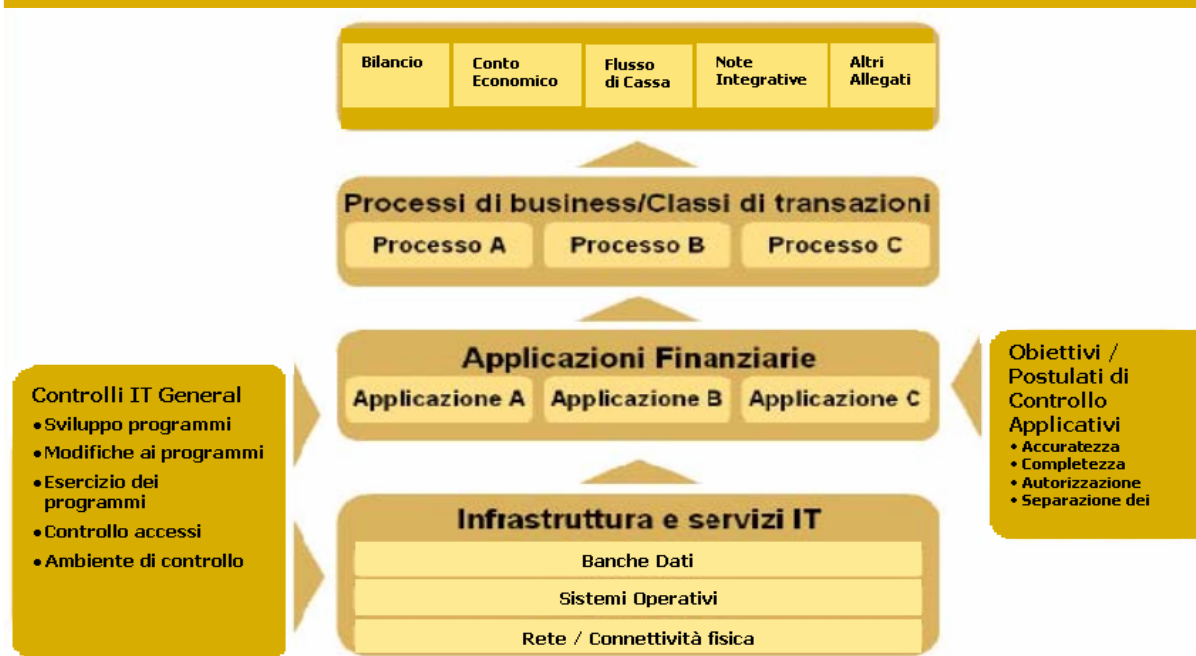 Bilancio
Conto
Economico
Flusso
di Cassa
Note
Integrative
Altri
Allegati
Processi di business/Classi di transazioni
Processo A
Processo B
Processo C
Applicazioni Finanziarie
Applicazione A
Applicazione B
Applicazione C
Controlli IT General
• Sviluppo programmi
• Modifiche ai programmi
• Esercizio dei
programmi
• Controllo accessi
• Ambiente di controllo
Obiettivi /
Postulati di
Controllo
Applicativi
• Accuratezza
• Completezza
• Autorizzazione
• Separazione dei
Infrastruttura e servizi IT
Banche Dati
Sistemi Operativi
Rete / Connettività fisica